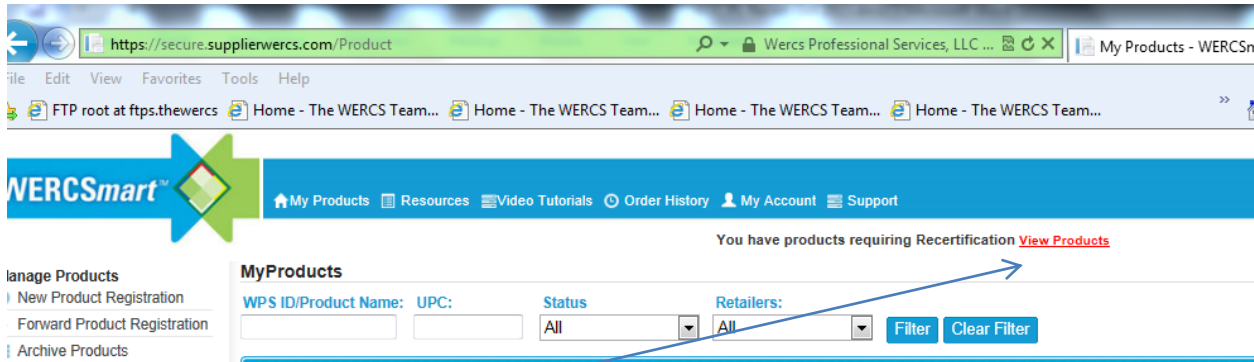 https://secure.supplierwercs.com/Product Wercs Professional Services, LLC ... My Products - WERCSm
File Edit View Favorites Tools Help
FTP root at ftps.thewercs Home - The WERCS Team... Home - The WERCS Team... Home - The WERCS Team... Home - The WERCS Team... »
WERCSmart™
My Products Resources Video Tutorials Order History My Account Support
You have products requiring Recertification View Products
Manage Products
New Product Registration
Forward Product Registration
Archive Products
MyProducts
WPS ID/Product Name: UPC: Status Retailers:
All All Filter Clear Filter